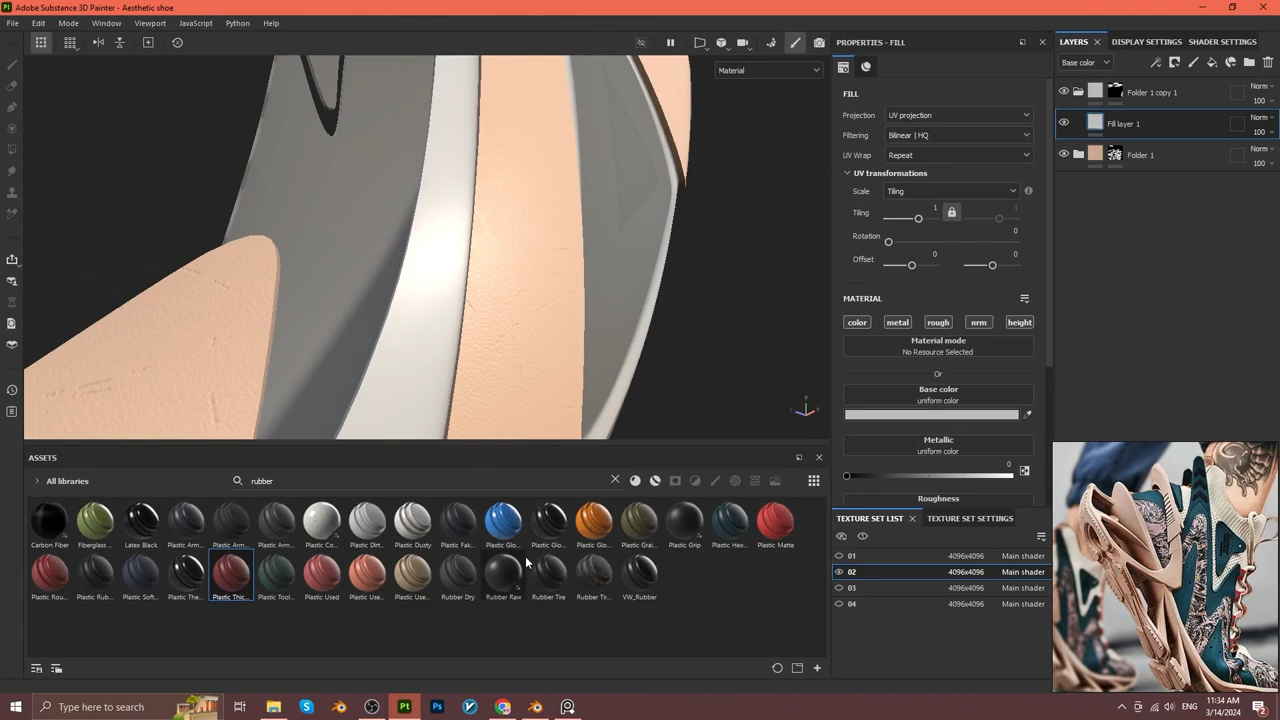 Adobe Substance 3D Painter - Aesthetic shoe
File Edit Mode Window Viewport JavaScript Python Help
Material
PROPERTIES - FILL
FILL
Projection UV projection
Filtering Bilinear | HQ
UV Wrap Repeat
UV transformations
Scale Tiling
Tiling 1 1
Rotation 0
Offset 0 0
MATERIAL
color metal rough nrm height
Material mode
No Resource Selected
Or
Base color
uniform color
Metallic
uniform color
0
Roughness
LAYERS DISPLAY SETTINGS SHADER SETTINGS
Base color
Folder 1 copy 1 Norm
100
Fill layer 1 Norm
100
Folder 1 Norm
100
TEXTURE SET LIST TEXTURE SET SETTINGS
01 4096x4096 Main shader
02 4096x4096 Main shader
03 4096x4096 Main shader
04 4096x4096 Main shader
ASSETS
All libraries rubber
Carbon Fiber Fiberglass ... Latex Black Plastic Arm... Plastic Arm... Plastic Arm... Plastic Co... Plastic Dirt... Plastic Dusty Plastic Fak... Plastic Glo... Plastic Glo... Plastic Glo... Plastic Grai... Plastic Grip Plastic Hex... Plastic Matte
Plastic Rou... Plastic Rub... Plastic Soft... Plastic The... Plastic Thic... Plastic Tool... Plastic Used Plastic Use... Plastic Use... Rubber Dry Rubber Raw Rubber Tire Rubber Tir... VW_Rubber
Type here to search
11:34 AM
3/14/2024